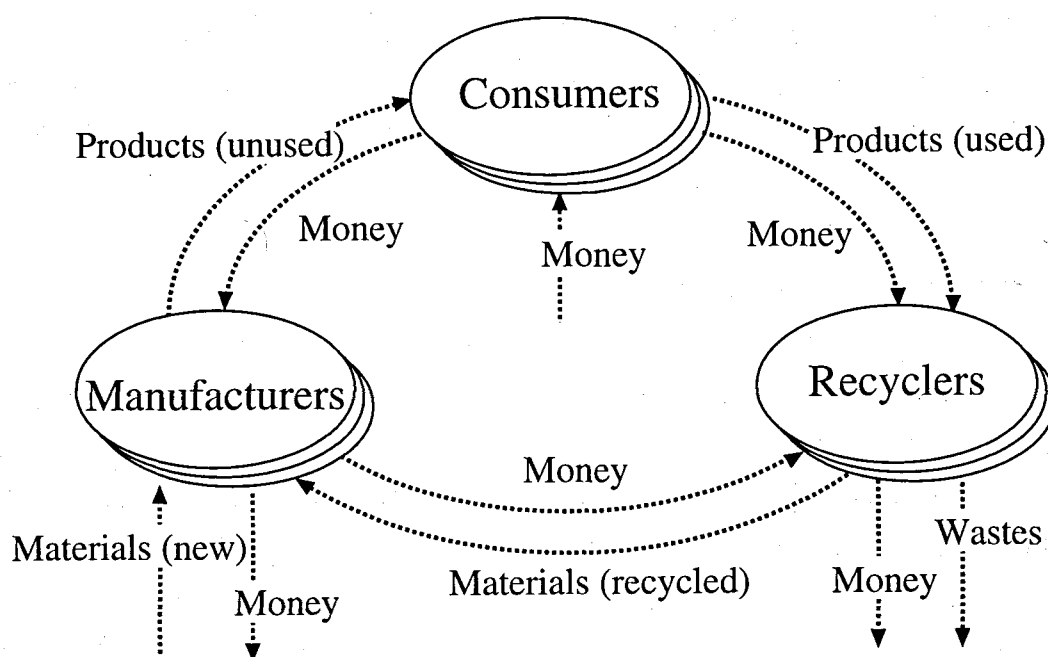 Consumers
Products (unused)
Products (used)
Money
Money
Money
Manufacturers
Recyclers
Money
Materials (new)
Materials (recycled)
Wastes
Money
Money